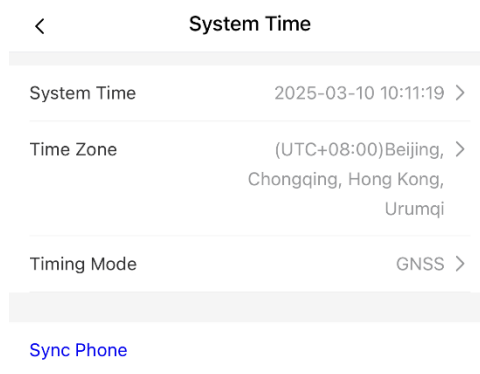 System Time
System Time 2025-03-10 10:11:19
Time Zone (UTC+08:00)Beijing,
Chongqing, Hong Kong,
Urumqi
Timing Mode GNSS
Sync Phone